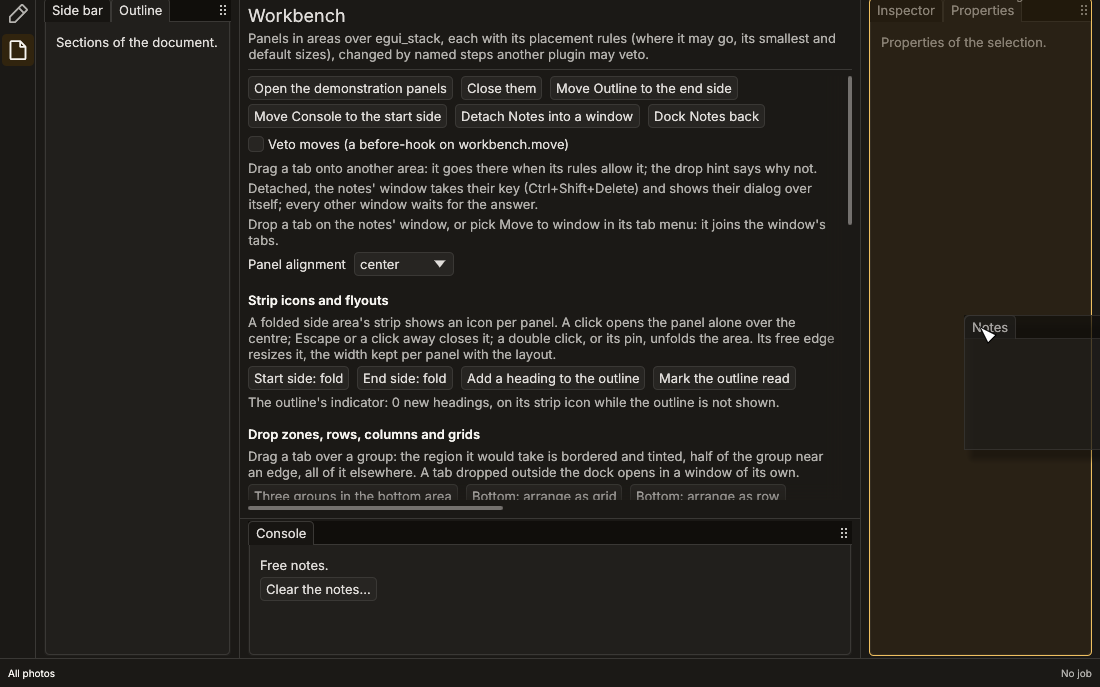 Side bar
Outline
Sections of the document.
Workbench
Panels in areas over egui_stack, each with its placement rules (where it may go, its smallest and
default sizes), changed by named steps another plugin may veto.
Open the demonstration panels
Close them
Move Outline to the end side
Move Console to the start side
Detach Notes into a window
Dock Notes back
Veto moves (a before-hook on workbench.move)
Drag a tab onto another area: it goes there when its rules allow it; the drop hint says why not.
Detached, the notes' window takes their key (Ctrl+Shift+Delete) and shows their dialog over
itself; every other window waits for the answer.
Drop a tab on the notes' window, or pick Move to window in its tab menu: it joins the window's
tabs.
Panel alignment
center
Strip icons and flyouts
A folded side area's strip shows an icon per panel. A click opens the panel alone over the
centre; Escape or a click away closes it; a double click, or its pin, unfolds the area. Its free edge
resizes it, the width kept per panel with the layout.
Start side: fold
End side: fold
Add a heading to the outline
Mark the outline read
The outline's indicator: 0 new headings, on its strip icon while the outline is not shown.
Drop zones, rows, columns and grids
Drag a tab over a group: the region it would take is bordered and tinted, half of the group near
an edge, all of it elsewhere. A tab dropped outside the dock opens in a window of its own.
Three groups in the bottom area
Bottom: arrange as grid
Bottom: arrange as row
Console
Free notes.
Clear the notes...
Inspector
Properties
Properties of the selection.
Notes
All photos
No job